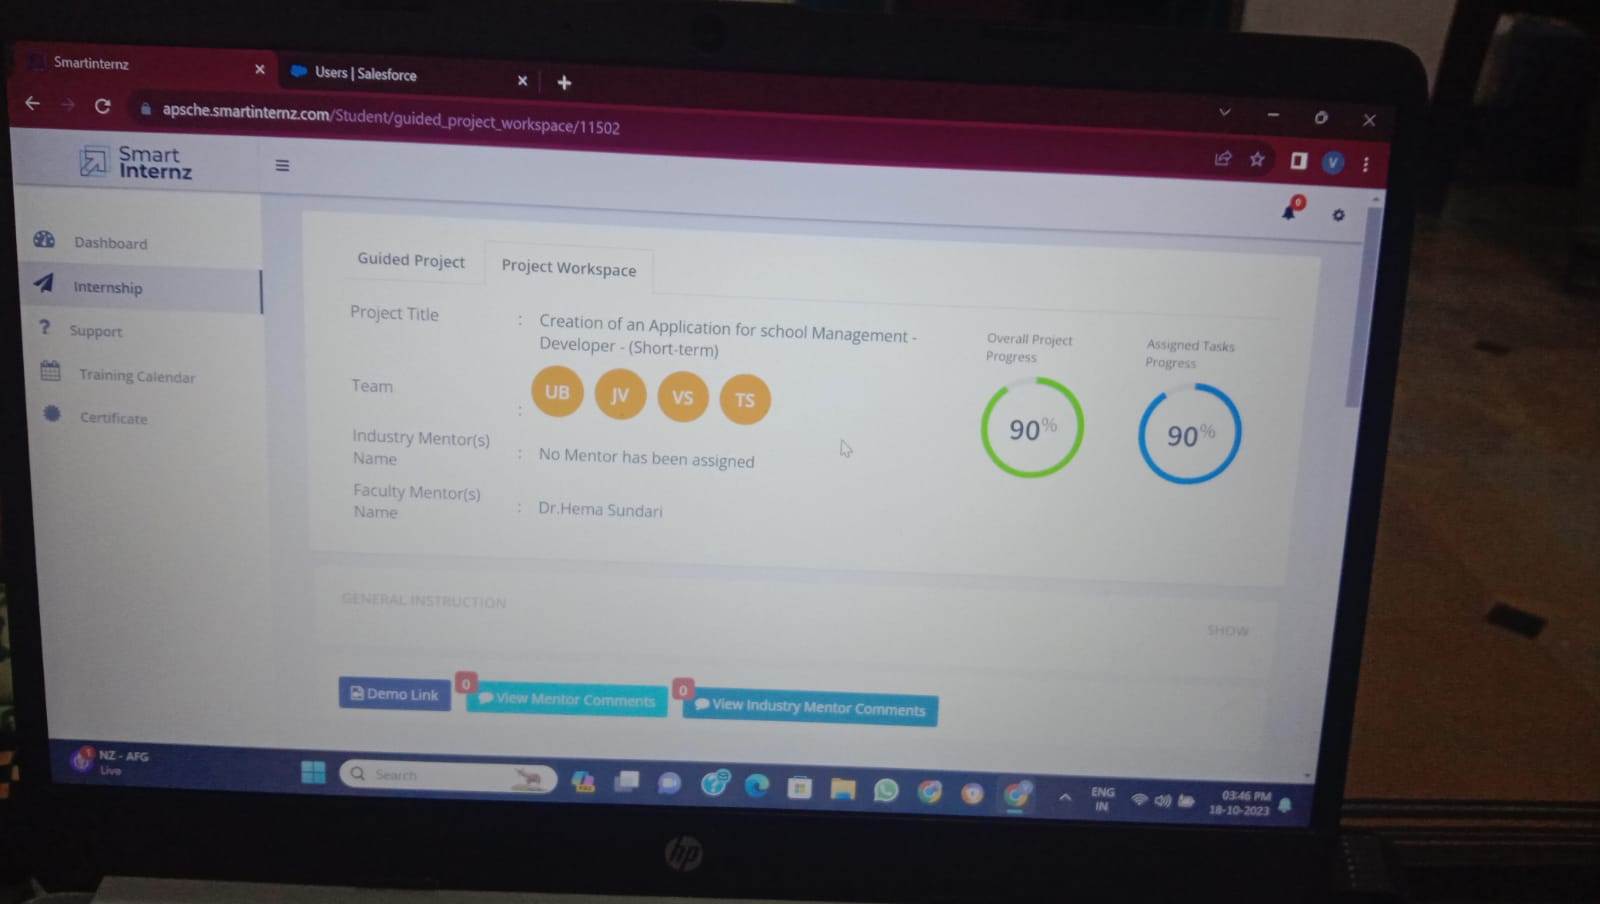 Smartinternz
Users | Salesforce
apsche.smartinternz.com/Student/guided_project_workspace/11502
V
Smart
Internz
0
Dashboard
Internship
Support
Training Calendar
Certificate
Guided Project
Project Workspace
Project Title : Creation of an Application for school Management -
Developer - (Short-term)
Team :
UB JV VS TS
Industry Mentor(s)
Name : No Mentor has been assigned
Faculty Mentor(s)
Name : Dr.Hema Sundari
Overall Project
Progress
90%
Assigned Tasks
Progress
90%
GENERAL INSTRUCTION
SHOW
Demo Link
0
View Mentor Comments
0
View Industry Mentor Comments
1
NZ - AFG
Live
Search
ENG
IN
03:46 PM
18-10-2023
hp